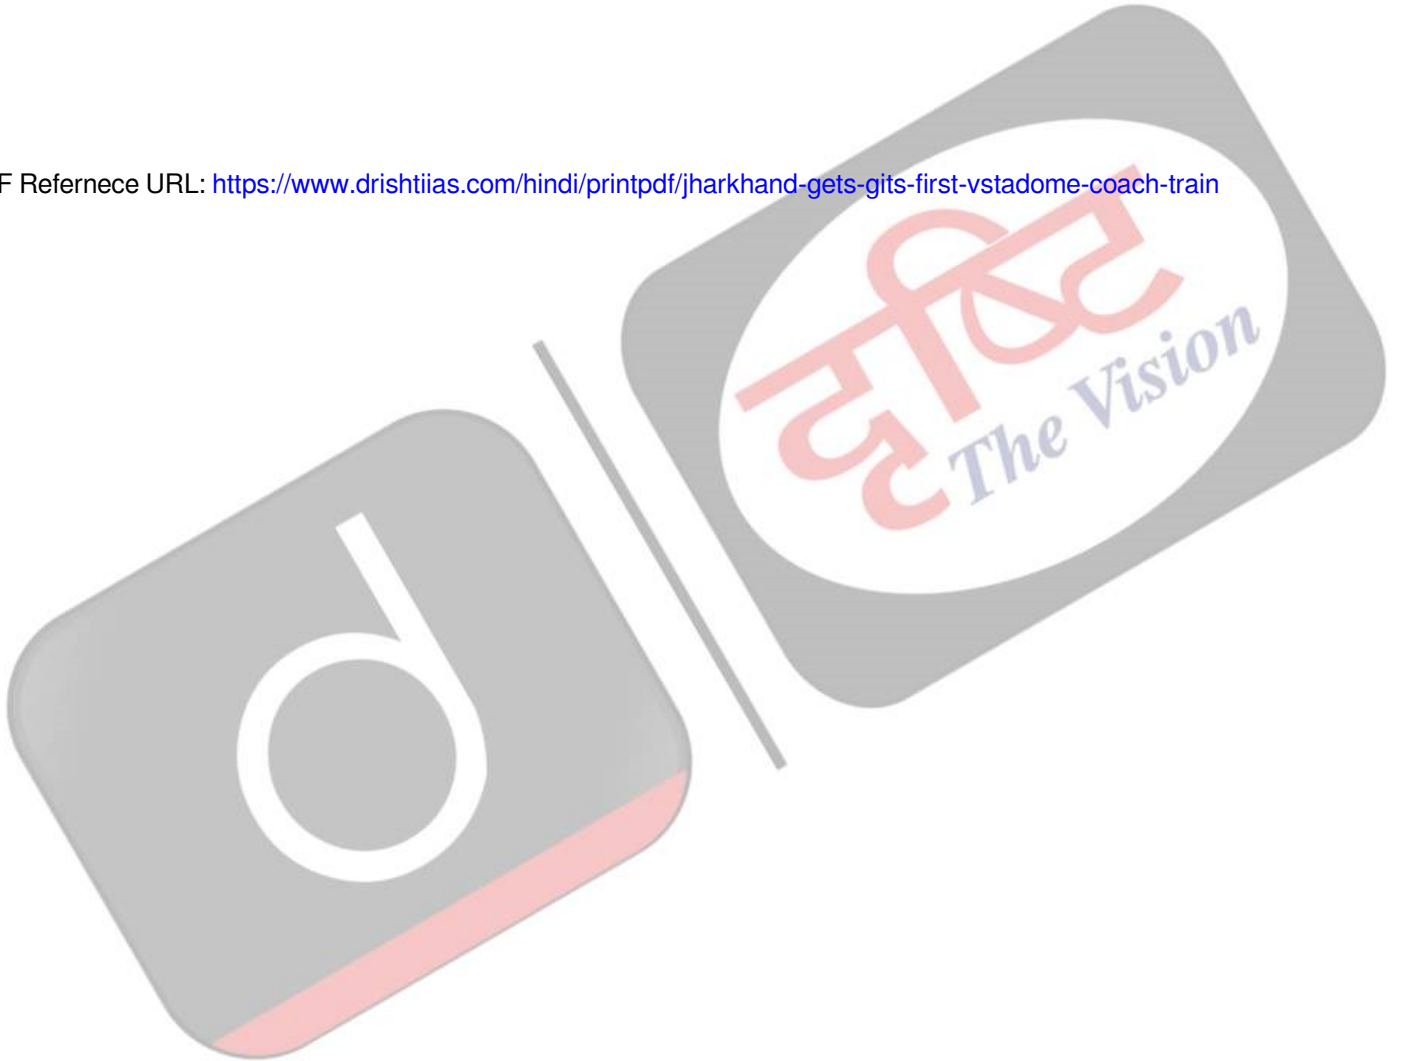 F Refernece URL: https://www.drishtiias.com/hindi/printpdf/jharkhand-gets-gits-first-vstadome-coach-train
दृष्टि
The Vision
d